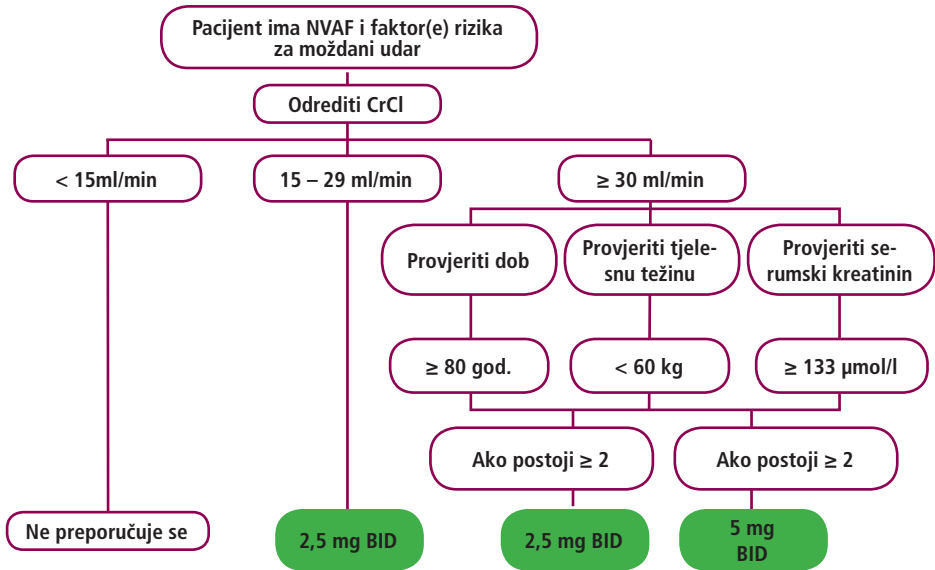 Pacijent ima NVAF i faktor(e) rizika
za moždani udar
Odrediti CrCl
< 15ml/min
15 – 29 ml/min
≥ 30 ml/min
Provjeriti dob
Provjeriti tjele-
snu težinu
Provjeriti se-
rumski kreatinin
≥ 80 god.
< 60 kg
≥ 133 µmol/l
Ako postoji ≥ 2
Ako postoji ≥ 2
Ne preporučuje se
2,5 mg BID
2,5 mg BID
5 mg
BID